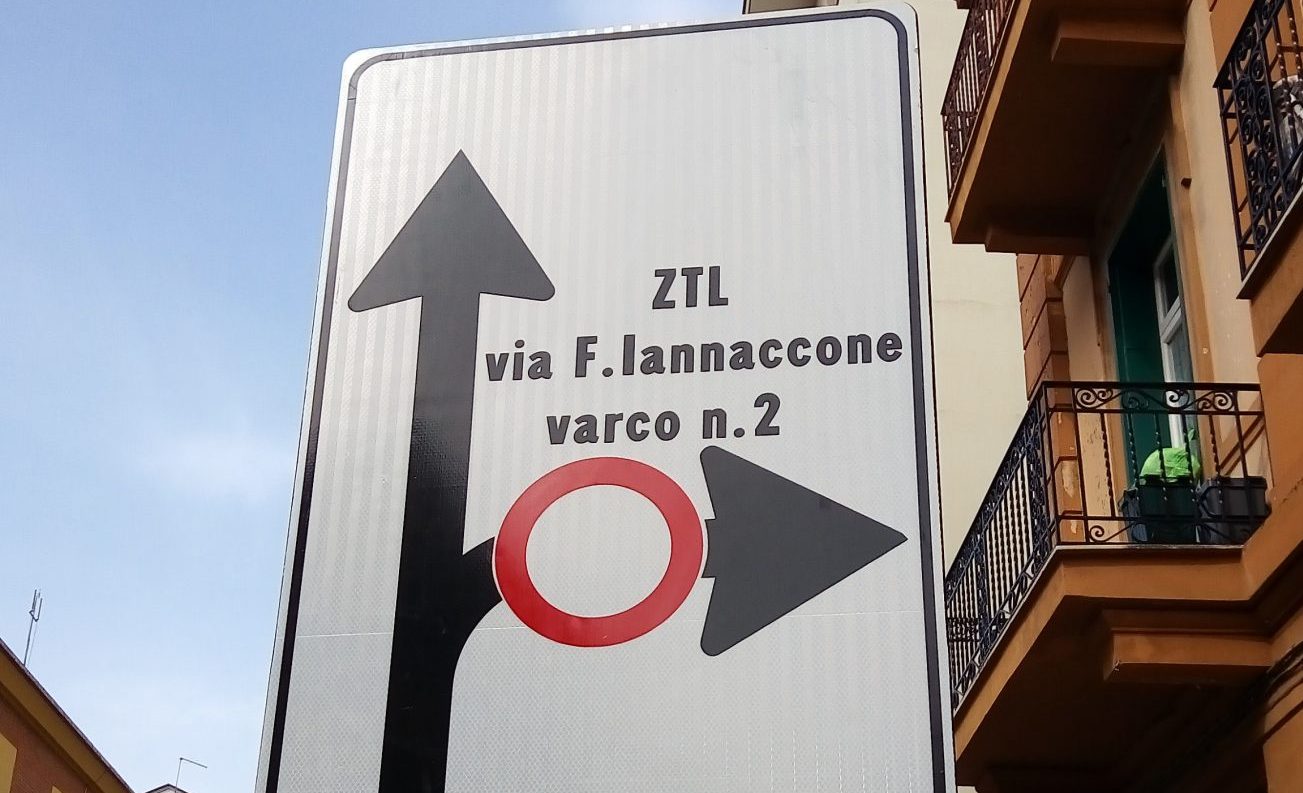 ZTL
via F.Iannaccone
varco n.2